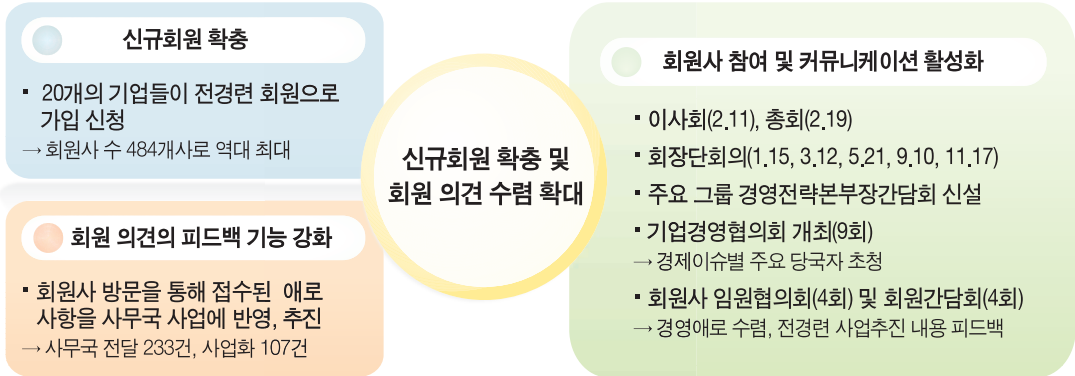 신규회원 확충
▪ 20개의 기업들이 전경련 회원으로
가입 신청
→ 회원사 수 484개사로 역대 최대
회원 의견의 피드백 기능 강화
▪ 회원사 방문을 통해 접수된 애로
사항을 사무국 사업에 반영, 추진
→ 사무국 전달 233건, 사업화 107건
신규회원 확충 및
회원 의견 수렴 확대
회원사 참여 및 커뮤니케이션 활성화
▪ 이사회(2.11), 총회(2.19)
▪ 회장단회의(1.15, 3.12, 5.21, 9.10, 11.17)
▪ 주요 그룹 경영전략본부장간담회 신설
▪ 기업경영협의회 개최(9회)
→ 경제이슈별 주요 당국자 초청
▪ 회원사 임원협의회(4회) 및 회원간담회(4회)
→ 경영애로 수렴, 전경련 사업추진 내용 피드백